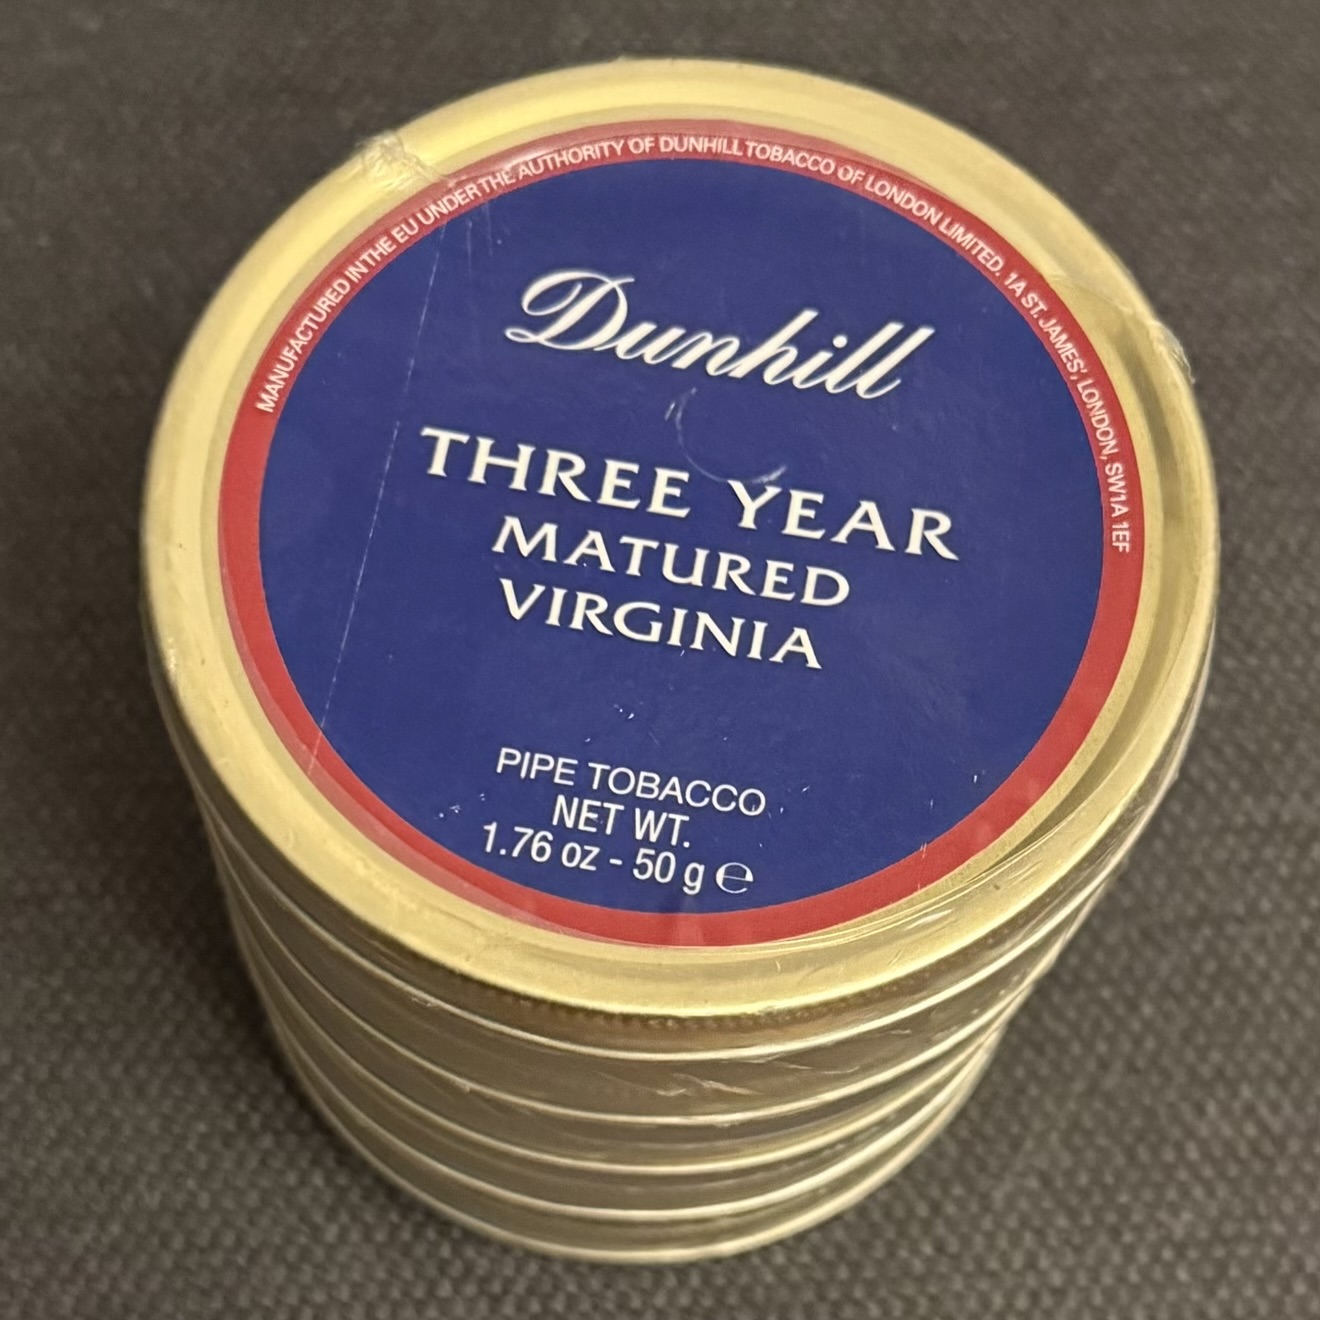 MANUFACTURED IN THE EU UNDER THE AUTHORITY OF DUNHILL TOBACCO OF LONDON LIMITED. 1A ST. JAMES', LONDON, SW1A 1EF
Dunhill
THREE YEAR
MATURED
VIRGINIA
PIPE TOBACCO
NET WT.
1.76 oz - 50 g ℮